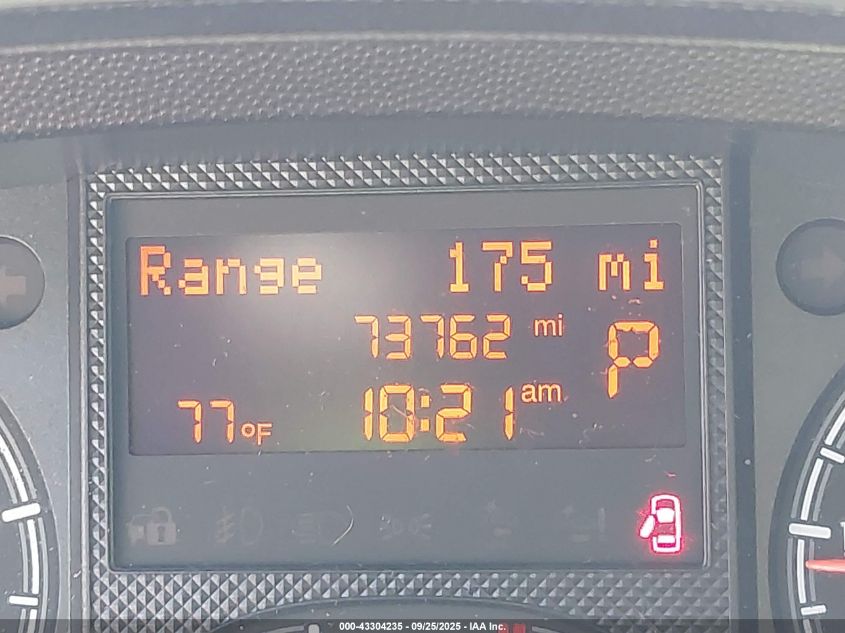 Range 175 mi
73762 mi P
77°F 10:21 am
000-43304235 - 09/25/2025 - IAA Inc.